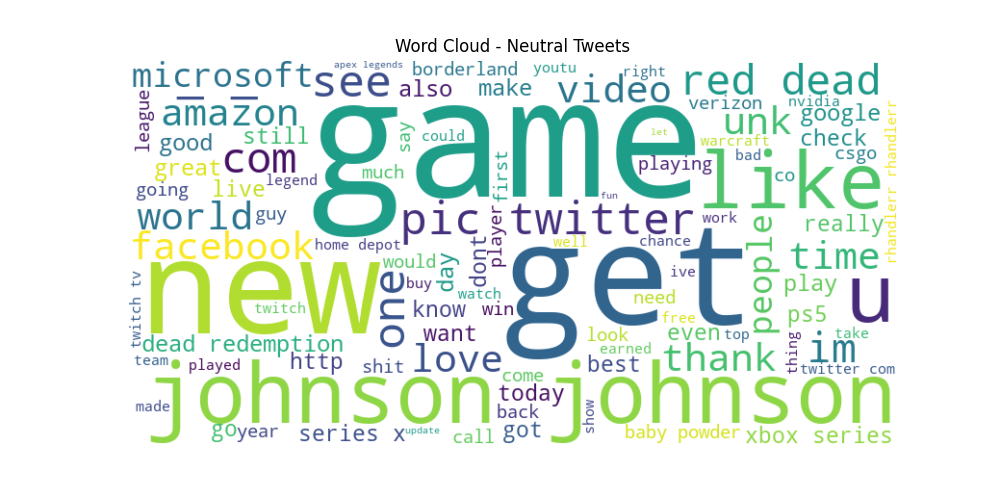 Word Cloud - Neutral Tweets
apex legends
microsoft
see
borderland
youtu
right
red dead
league
amazon
also
make
video
verizon
nvidia
google
good
still
say
could
let
unk
warcraft
check
rhandlerr rhandlerr
great
com
game
playing
bad
csgo
going
live
legend
much
first
like
co
world
guy
pic twitter
fun
work
really
facebook
home depot
player
well
chance
people
time
new
one
would
day
dont
get
ive
play
u
twitch tv
twitch
buy
watch
know
win
need
free
ps5
dead redemption
want
look
even
top
thing
im
take
team
played
http
shit
love
come
earned
best
thank
twitter com
johnson johnson
made
today
back
show
go
year
series x
update
call
got
baby powder
xbox series